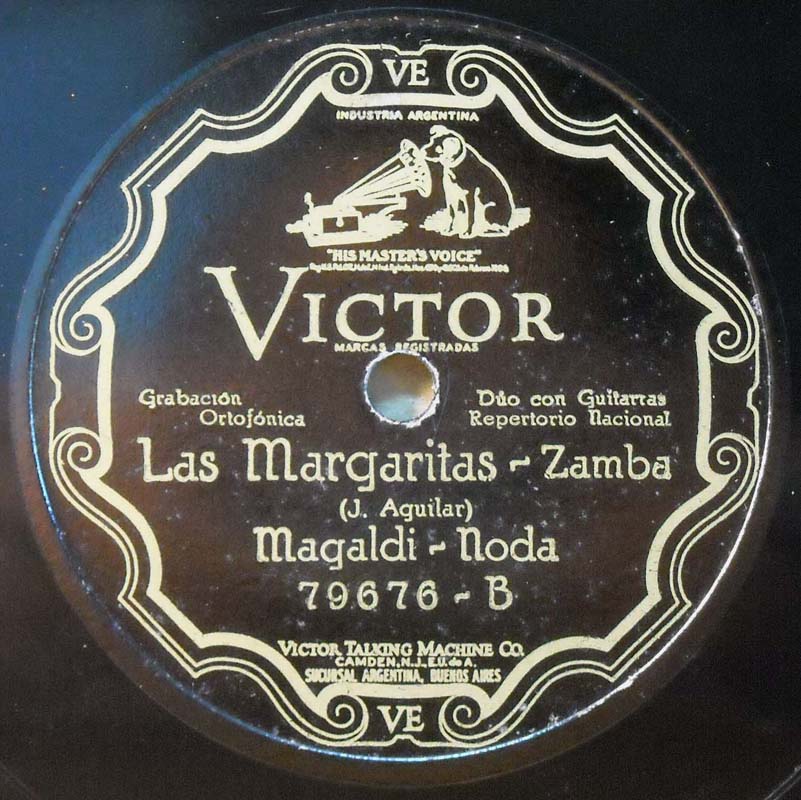 VE
INDUSTRIA ARGENTINA
"HIS MASTER'S VOICE"
VICTOR
MARCAS REGISTRADAS
Grabación Ortofónica
Dúo con Guitarras
Repertorio Nacional
Las Margaritas - Zamba
(J. Aguilar)
Magaldi - Noda
79676 - B
VICTOR TALKING MACHINE CO.
CAMDEN, N.J., E.U. de A.
SUCURSAL ARGENTINA, BUENOS AIRES
VE